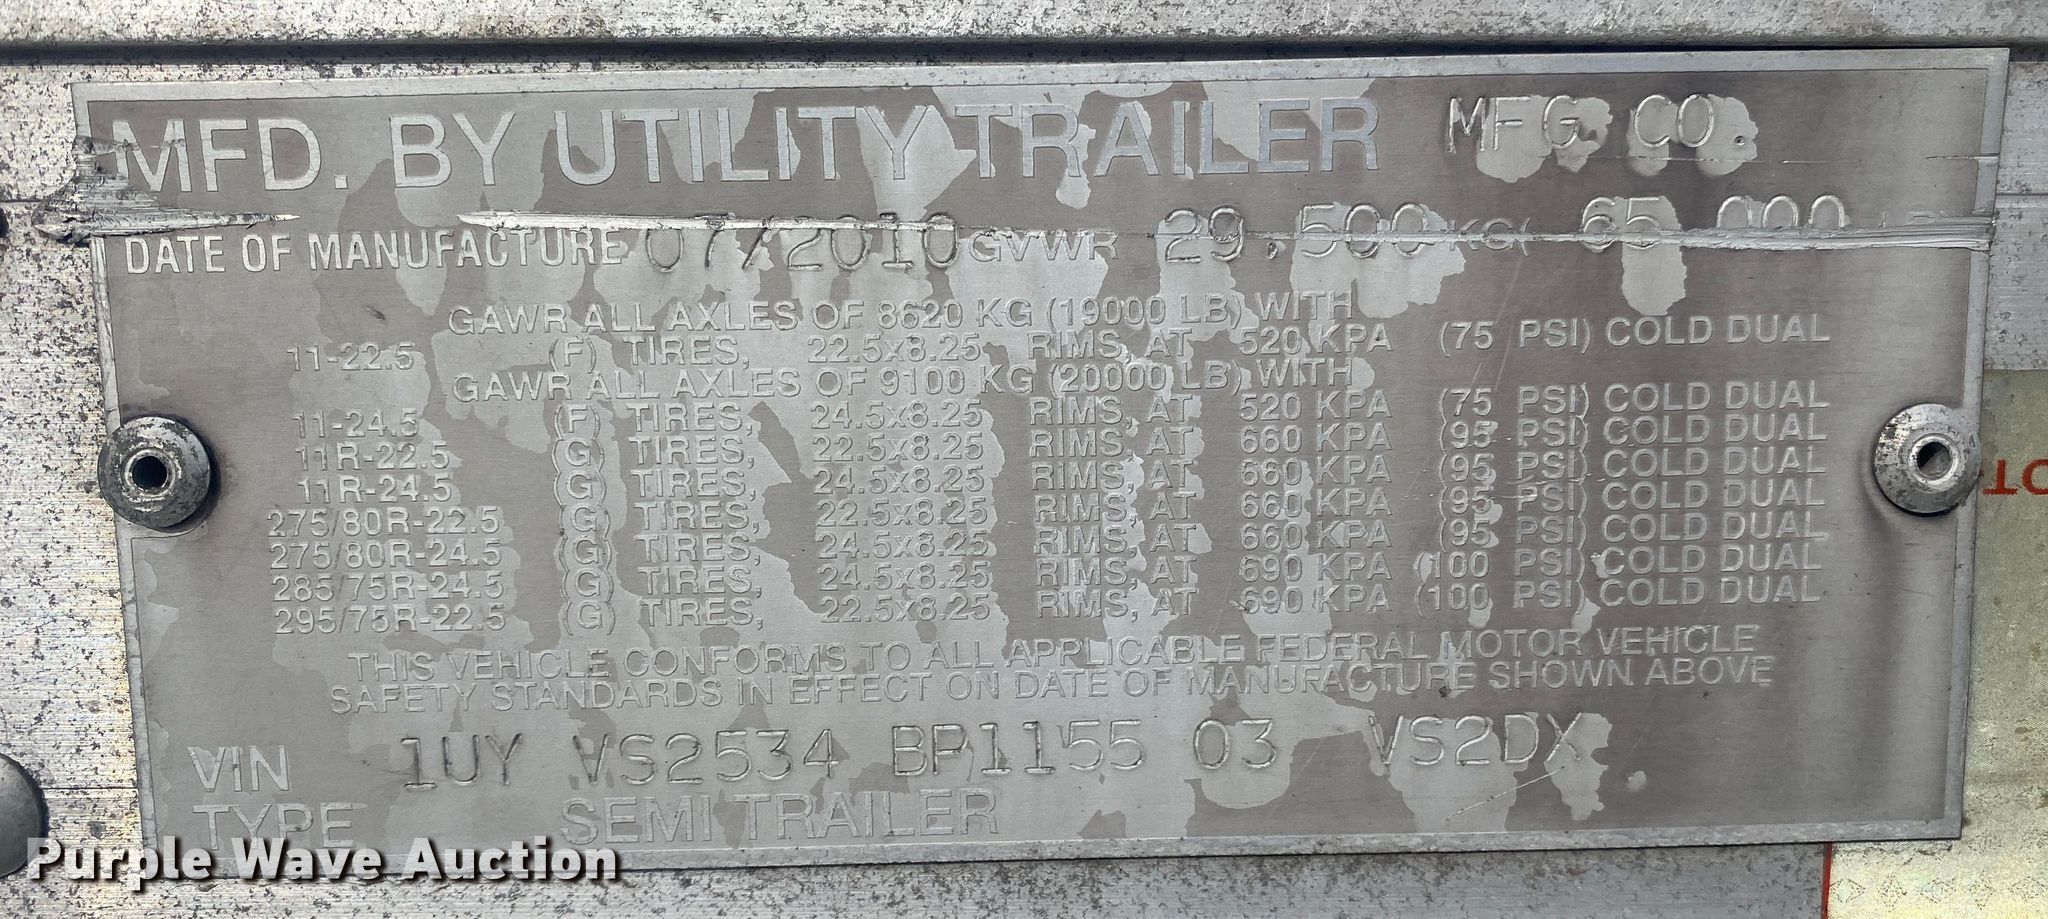 MFD. BY UTILITY TRAILER MFG. CO.
DATE OF MANUFACTURE 07/2010 GVWR 29,500 KG( 65 000 LB
GAWR ALL AXLES OF 8620 KG (19000 LB) WITH
11-22.5 (F) TIRES, 22.5x8.25 RIMS, AT 520 KPA (75 PSI) COLD DUAL
GAWR ALL AXLES OF 9100 KG (20000 LB) WITH
11-24.5 (F) TIRES, 24.5x8.25 RIMS, AT 520 KPA (75 PSI) COLD DUAL
11R-22.5 (G) TIRES, 22.5x8.25 RIMS, AT 660 KPA (95 PSI) COLD DUAL
11R-24.5 (G) TIRES, 24.5x8.25 RIMS, AT 660 KPA (95 PSI) COLD DUAL
275/80R-22.5 (G) TIRES, 22.5x8.25 RIMS, AT 660 KPA (95 PSI) COLD DUAL
275/80R-24.5 (G) TIRES, 24.5x8.25 RIMS, AT 660 KPA (95 PSI) COLD DUAL
285/75R-24.5 (G) TIRES, 24.5x8.25 RIMS, AT 690 KPA (100 PSI) COLD DUAL
295/75R-22.5 (G) TIRES, 22.5x8.25 RIMS, AT 690 KPA (100 PSI) COLD DUAL
THIS VEHICLE CONFORMS TO ALL APPLICABLE FEDERAL MOTOR VEHICLE
SAFETY STANDARDS IN EFFECT ON DATE OF MANUFACTURE SHOWN ABOVE
VIN 1UY VS2534 BP1155 03 VS2DX
TYPE SEMI TRAILER
Purple Wave Auction